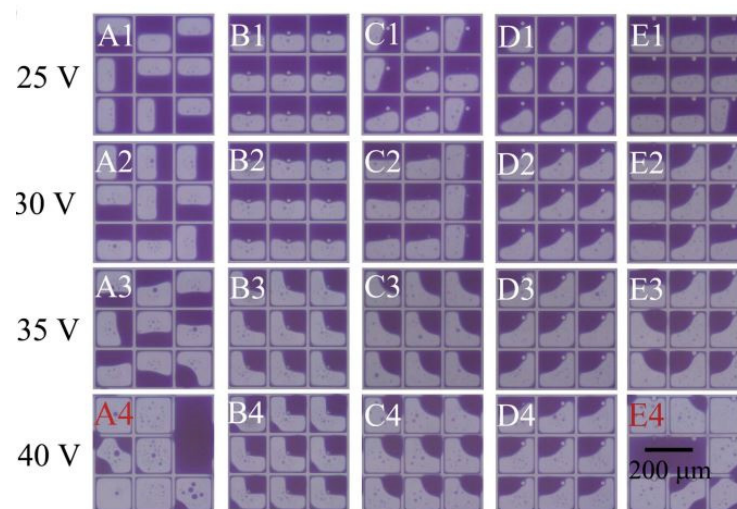 A1 B1 C1 D1 E1
25 V
A2 B2 C2 D2 E2
30 V
A3 B3 C3 D3 E3
35 V
A4 B4 C4 D4 E4
40 V
200 μm